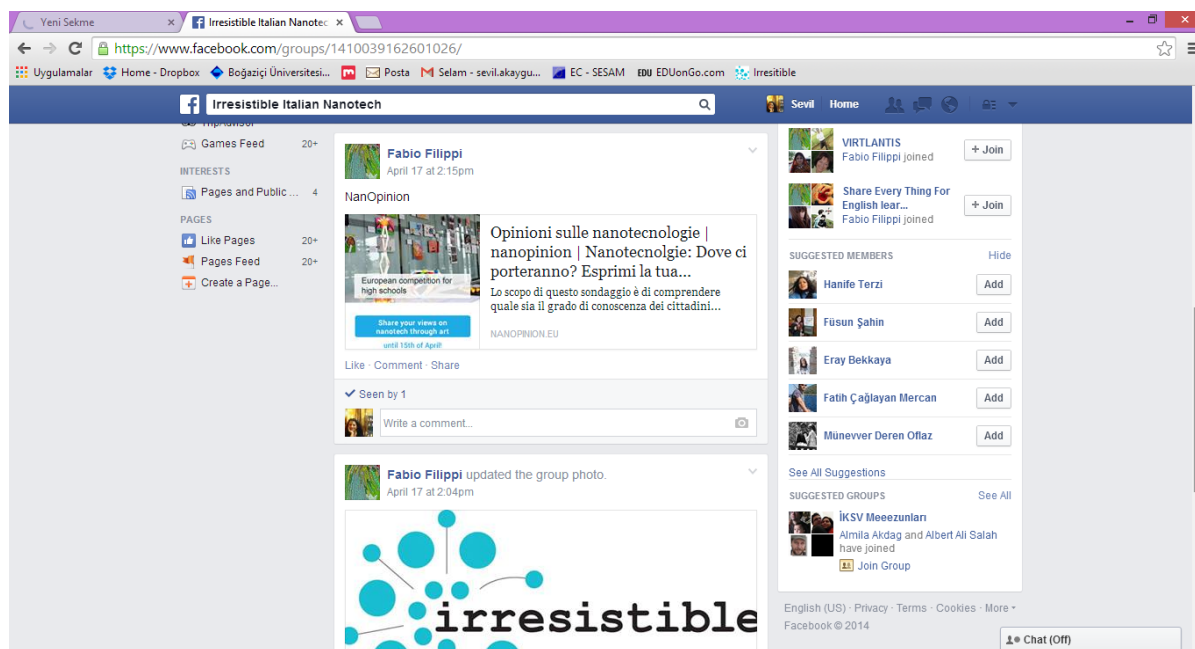 Yeni Sekme
Irresistible Italian Nanotec
https://www.facebook.com/groups/1410039162601026/
Uygulamalar
Home - Dropbox
Boğaziçi Üniversitesi...
Posta
Selam - sevil.akaygu...
EC - SESAM
EDU EDUonGo.com
Irresitible
Irresistible Italian Nanotech
Sevil
Home
Games Feed 20+
INTERESTS
Pages and Public ... 4
PAGES
Like Pages 20+
Pages Feed 20+
Create a Page...
Fabio Filippi
April 17 at 2:15pm
NanOpinion
European competition for
high schools
Share your views on
nanotech through art
until 15th of April!
Opinioni sulle nanotecnologie |
nanopinion | Nanotecnolgie: Dove ci
porteranno? Esprimi la tua...
Lo scopo di questo sondaggio è di comprendere
quale sia il grado di conoscenza dei cittadini...
NANOPINION.EU
Like · Comment · Share
Seen by 1
Write a comment...
Fabio Filippi updated the group photo.
April 17 at 2:04pm
irresistible
VIRTLANTIS
Fabio Filippi joined
+ Join
Share Every Thing For
English lear...
Fabio Filippi joined
+ Join
SUGGESTED MEMBERS Hide
Hanife Terzi Add
Füsun Şahin Add
Eray Bekkaya Add
Fatih Çağlayan Mercan Add
Münevver Deren Oflaz Add
See All Suggestions
SUGGESTED GROUPS See All
İKSV Meeezunları
Almila Akdag and Albert Ali Salah
have joined
Join Group
English (US) · Privacy · Terms · Cookies · More
Facebook © 2014
Chat (Off)